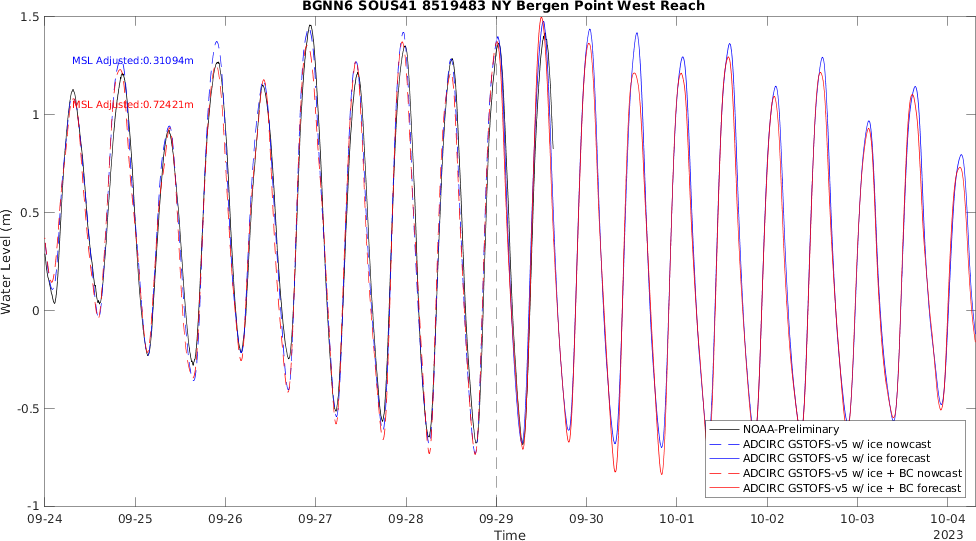 BGNN6 SOUS41 8519483 NY Bergen Point West Reach
1.5
MSL Adjusted:0.31094m
MSL Adjusted:0.72421m
1
0.5
Water Level (m)
0
-0.5
NOAA-Preliminary
ADCIRC GSTOFS-v5 w/ ice nowcast
ADCIRC GSTOFS-v5 w/ ice forecast
ADCIRC GSTOFS-v5 w/ ice + BC nowcast
ADCIRC GSTOFS-v5 w/ ice + BC forecast
-1
09-24 09-25 09-26 09-27 09-28 09-29 09-30 10-01 10-02 10-03 10-04
Time 2023